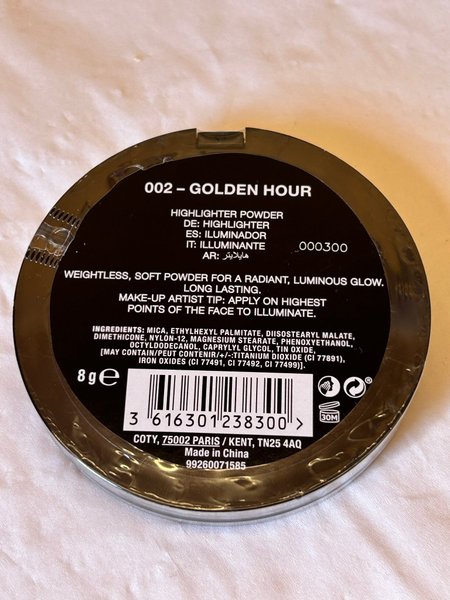 002 – GOLDEN HOUR
HIGHLIGHTER POWDER
DE: HIGHLIGHTER
ES: ILUMINADOR
IT: ILLUMINANTE
AR: هايلايتر
000300
WEIGHTLESS, SOFT POWDER FOR A RADIANT, LUMINOUS GLOW.
LONG LASTING.
MAKE-UP ARTIST TIP: APPLY ON HIGHEST
POINTS OF THE FACE TO ILLUMINATE.
INGREDIENTS: MICA, ETHYLHEXYL PALMITATE, DIISOSTEARYL MALATE,
DIMETHICONE, NYLON-12, MAGNESIUM STEARATE, PHENOXYETHANOL,
OCTYLDODECANOL, CAPRYLYL GLYCOL, TIN OXIDE,
[MAY CONTAIN/PEUT CONTENIR/+/-:TITANIUM DIOXIDE (CI 77891),
IRON OXIDES (CI 77491, CI 77492, CI 77499)].
8 g e
30M
3 616301 238300 >
COTY, 75002 PARIS / KENT, TN25 4AQ
Made in China
99260071585